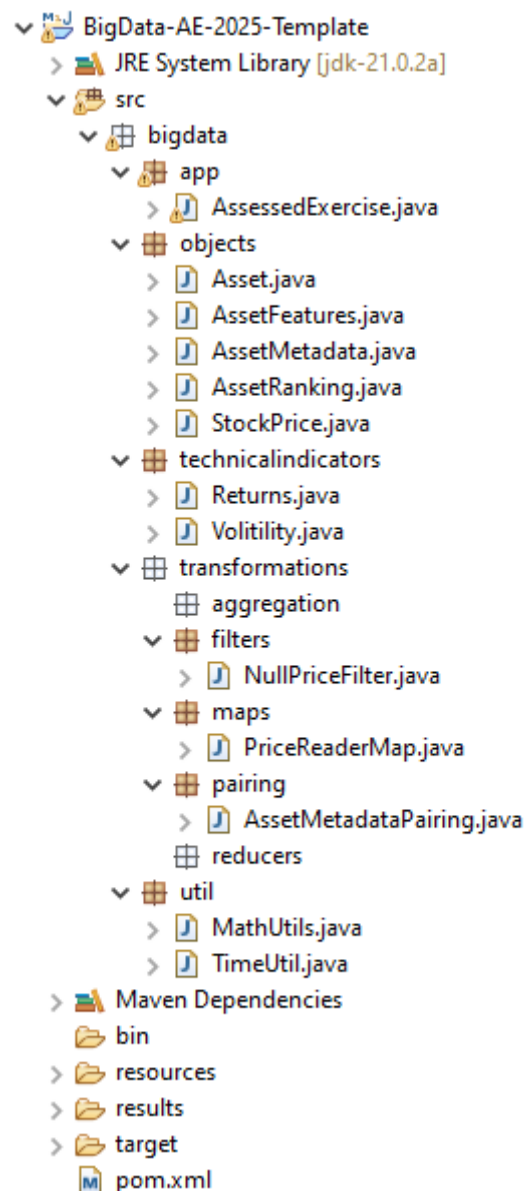 BigData-AE-2025-Template
JRE System Library [jdk-21.0.2a]
src
bigdata
app
AssessedExercise.java
objects
Asset.java
AssetFeatures.java
AssetMetadata.java
AssetRanking.java
StockPrice.java
technicalindicators
Returns.java
Volitility.java
transformations
aggregation
filters
NullPriceFilter.java
maps
PriceReaderMap.java
pairing
AssetMetadataPairing.java
reducers
util
MathUtils.java
TimeUtil.java
Maven Dependencies
bin
resources
results
target
pom.xml